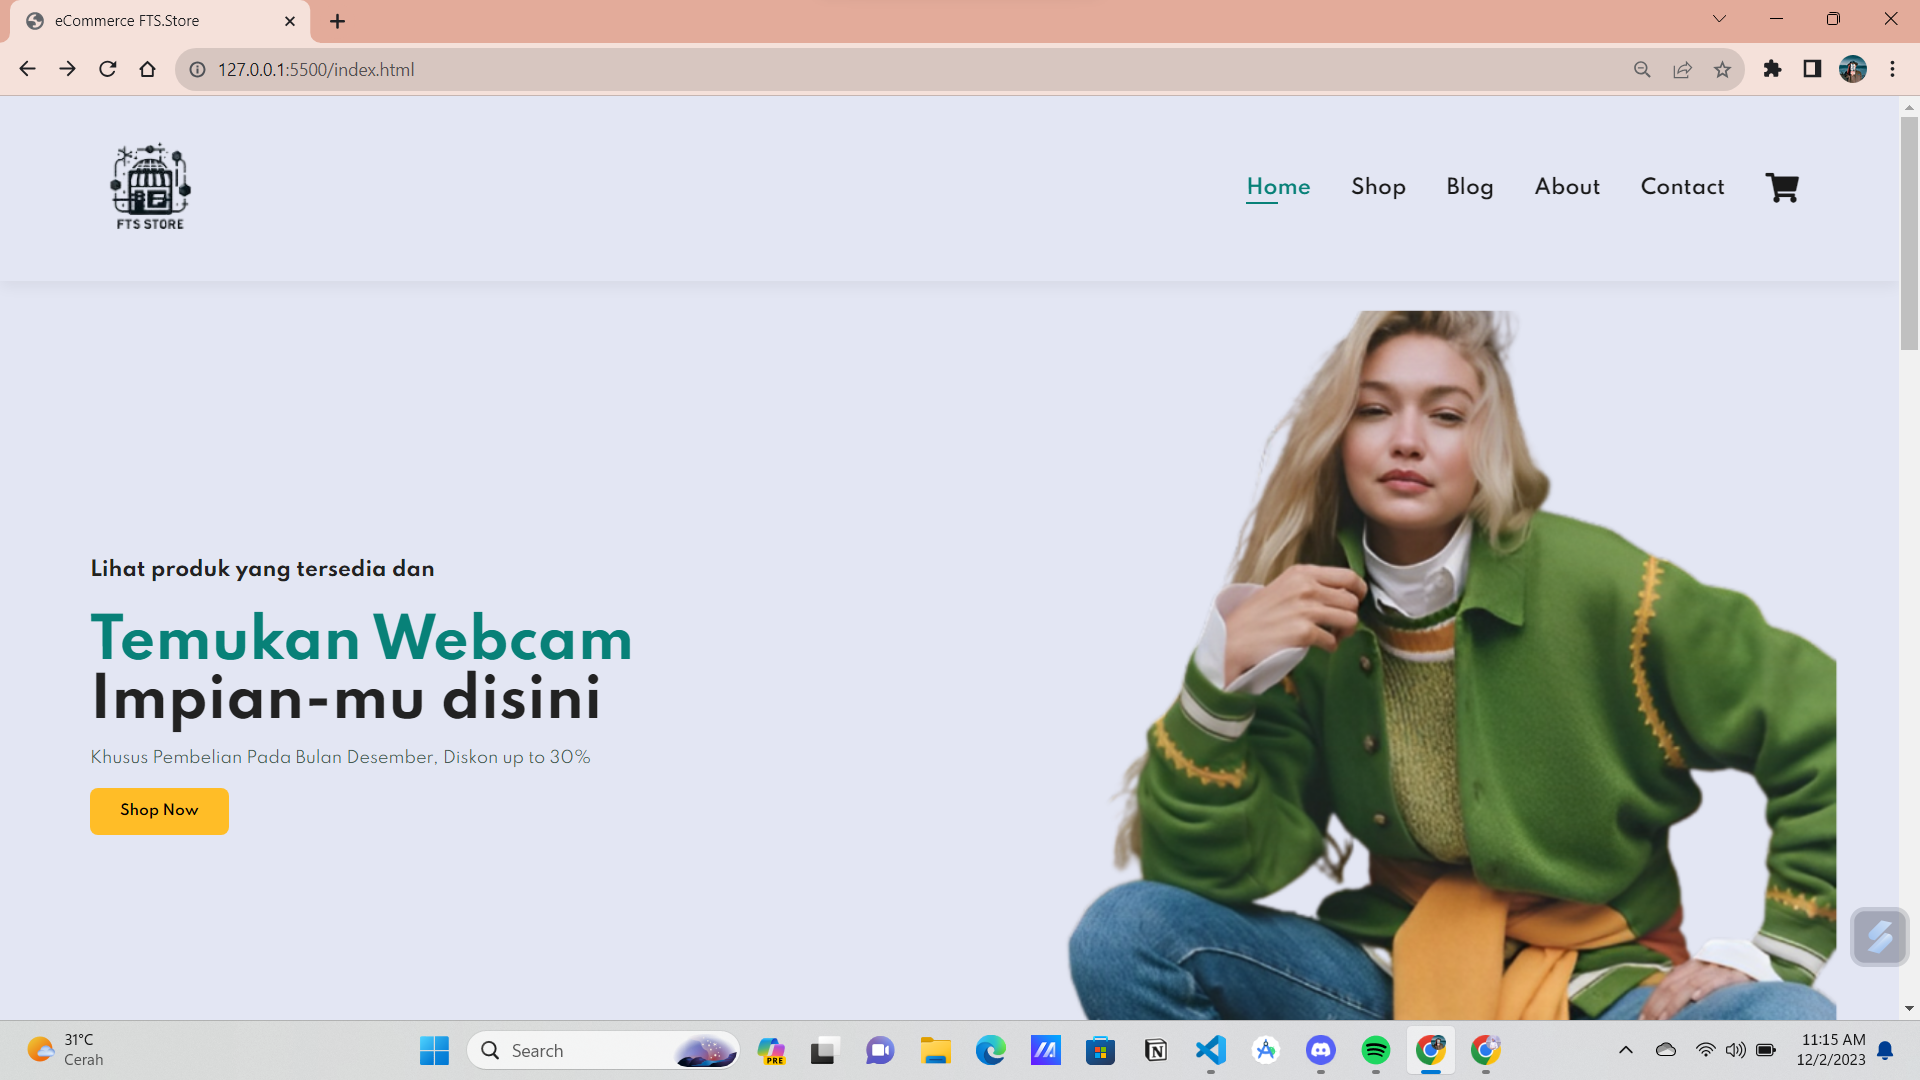 eCommerce FTS.Store
127.0.0.1:5500/index.html
FTS STORE
Home
Shop
Blog
About
Contact
Lihat produk yang tersedia dan
Temukan Webcam
Impian-mu disini
Khusus Pembelian Pada Bulan Desember, Diskon up to 30%
Shop Now
31°C
Cerah
Search
PRE
11:15 AM
12/2/2023